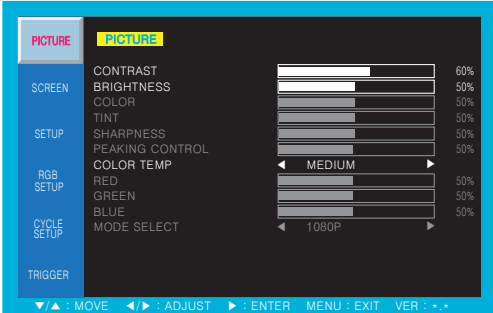 PICTURE
SCREEN
SETUP
RGB
SETUP
CYCLE
SETUP
TRIGGER
PICTURE
CONTRAST 60%
BRIGHTNESS 50%
COLOR 50%
TINT 50%
SHARPNESS 50%
PEAKING CONTROL 50%
COLOR TEMP ◀ MEDIUM ▶
RED 50%
GREEN 50%
BLUE 50%
MODE SELECT ◀ 1080P ▶
▼/▲ : MOVE ◀/▶ : ADJUST ▶ : ENTER MENU : EXIT VER : *.*